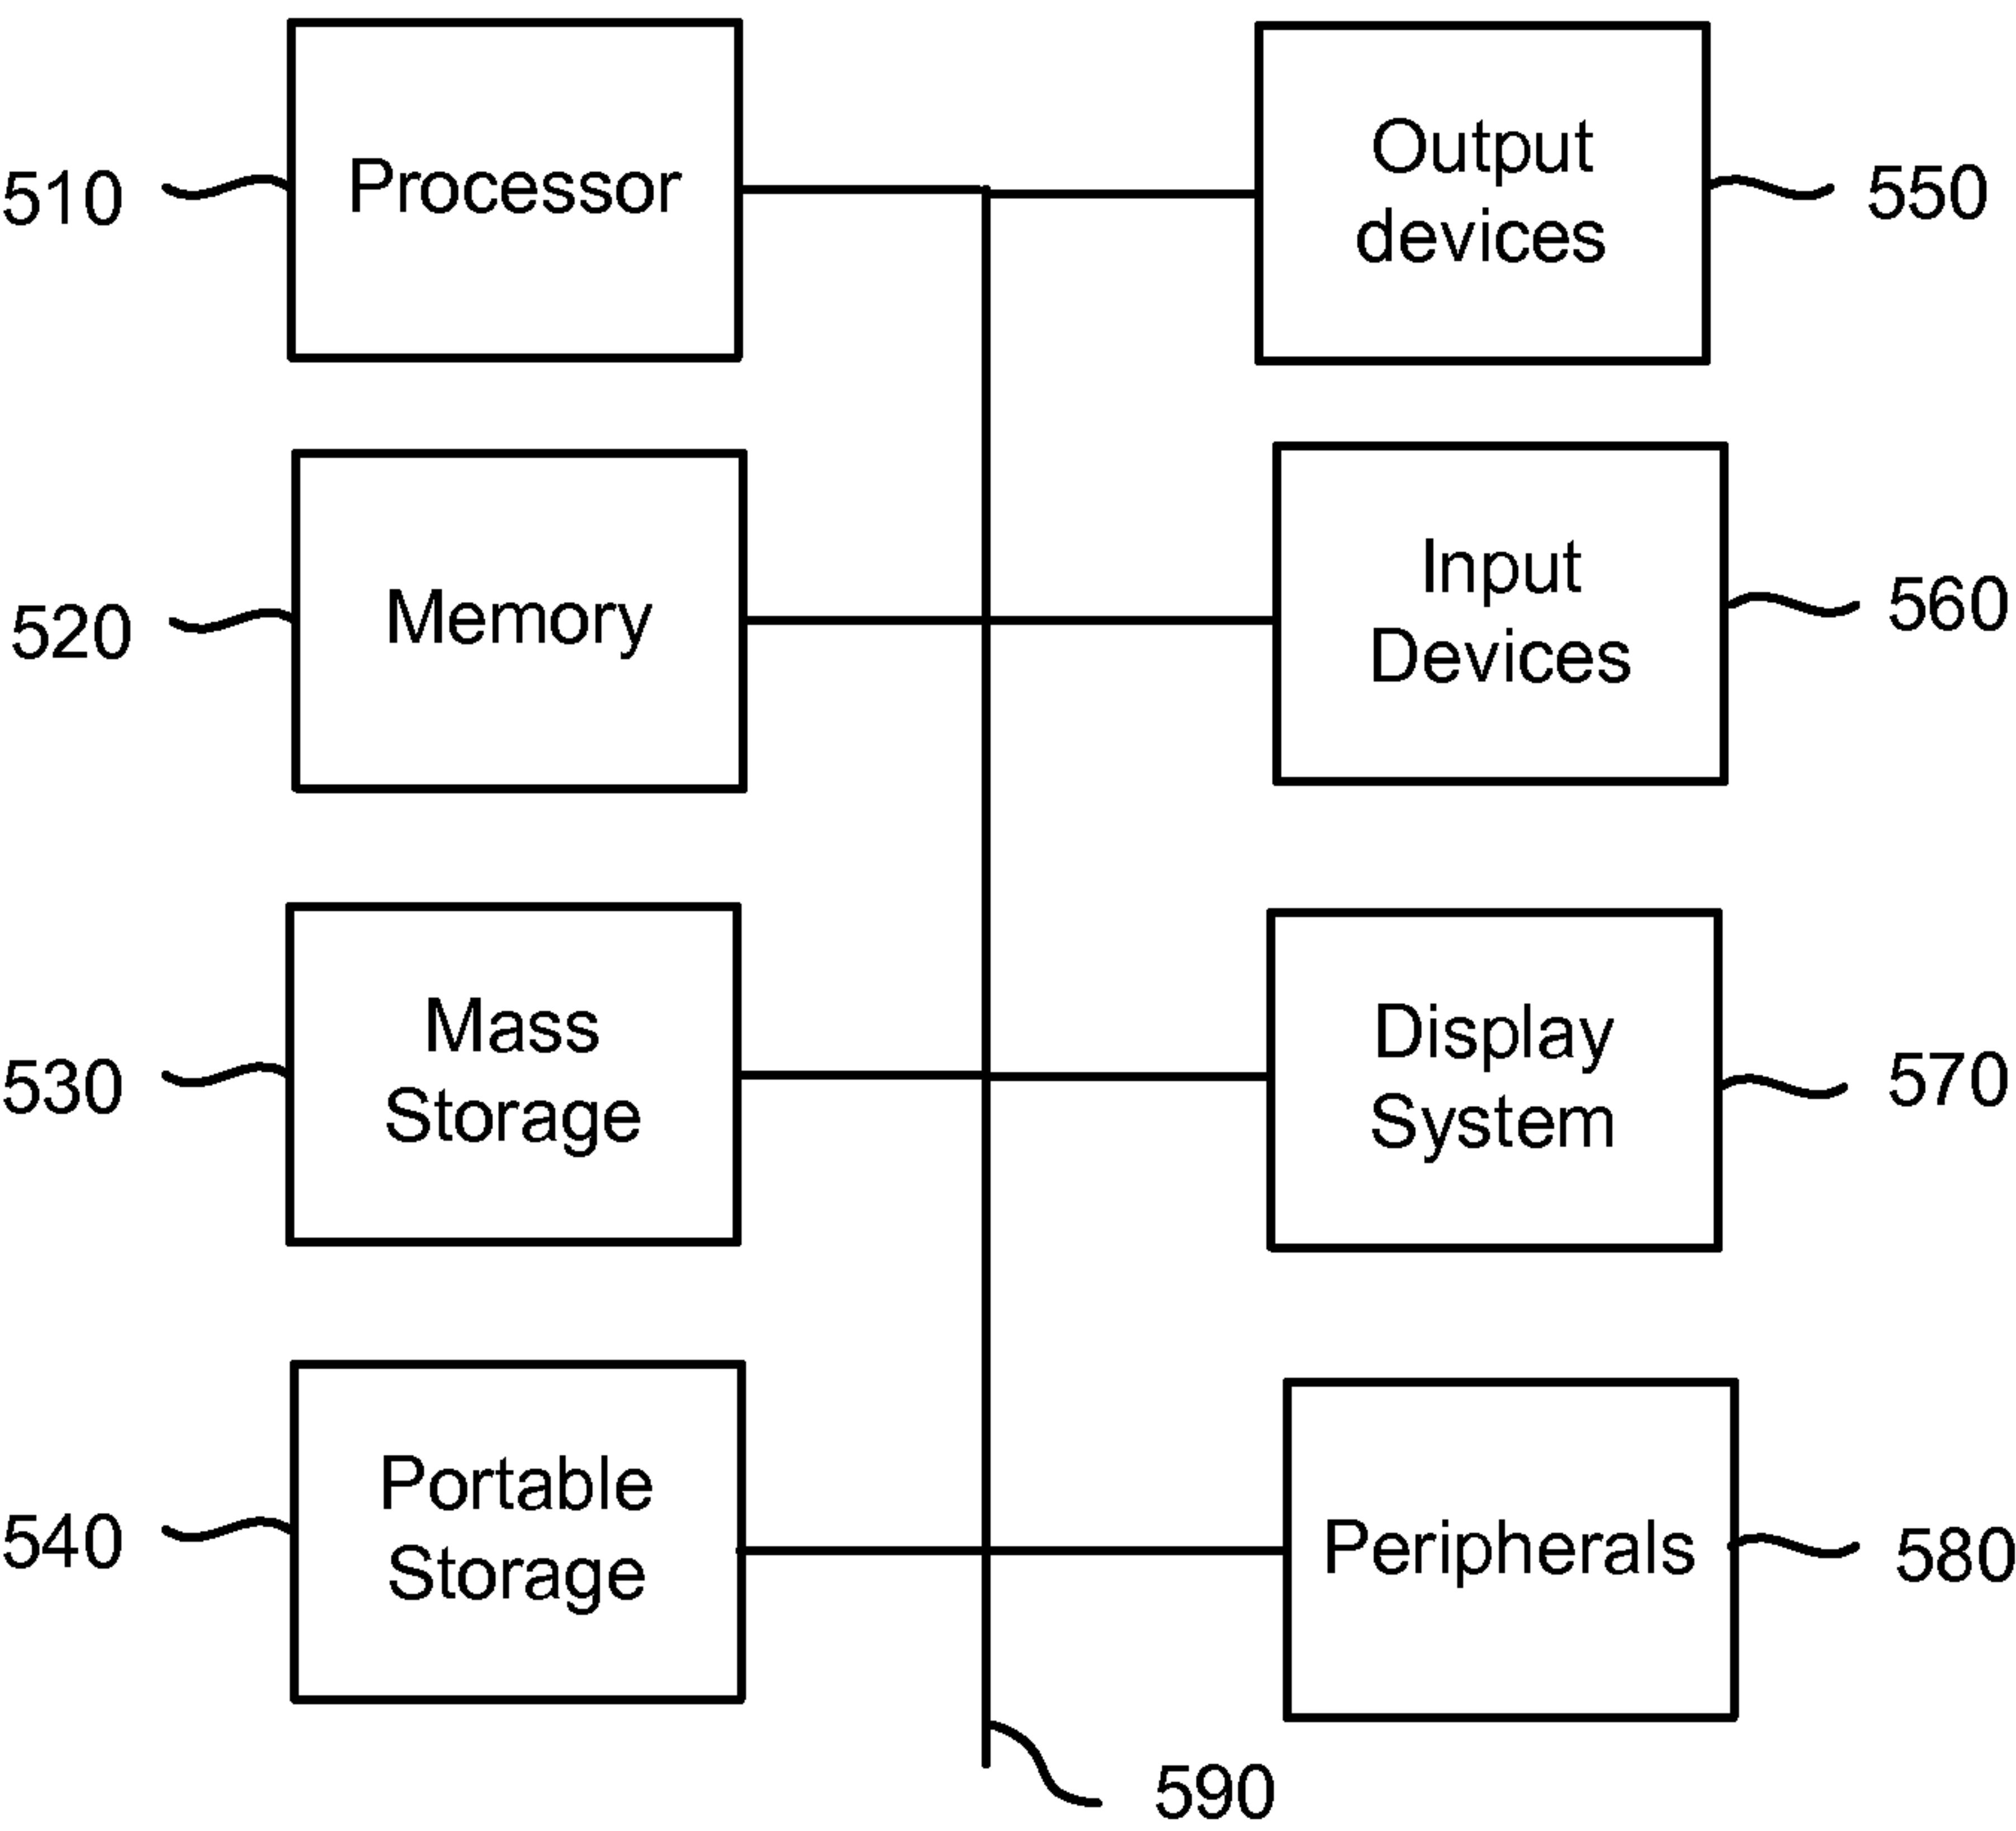 510
Processor
Output
devices
550
520
Memory
Input
Devices
560
530
Mass
Storage
Display
System
570
540
Portable
Storage
Peripherals
580
590